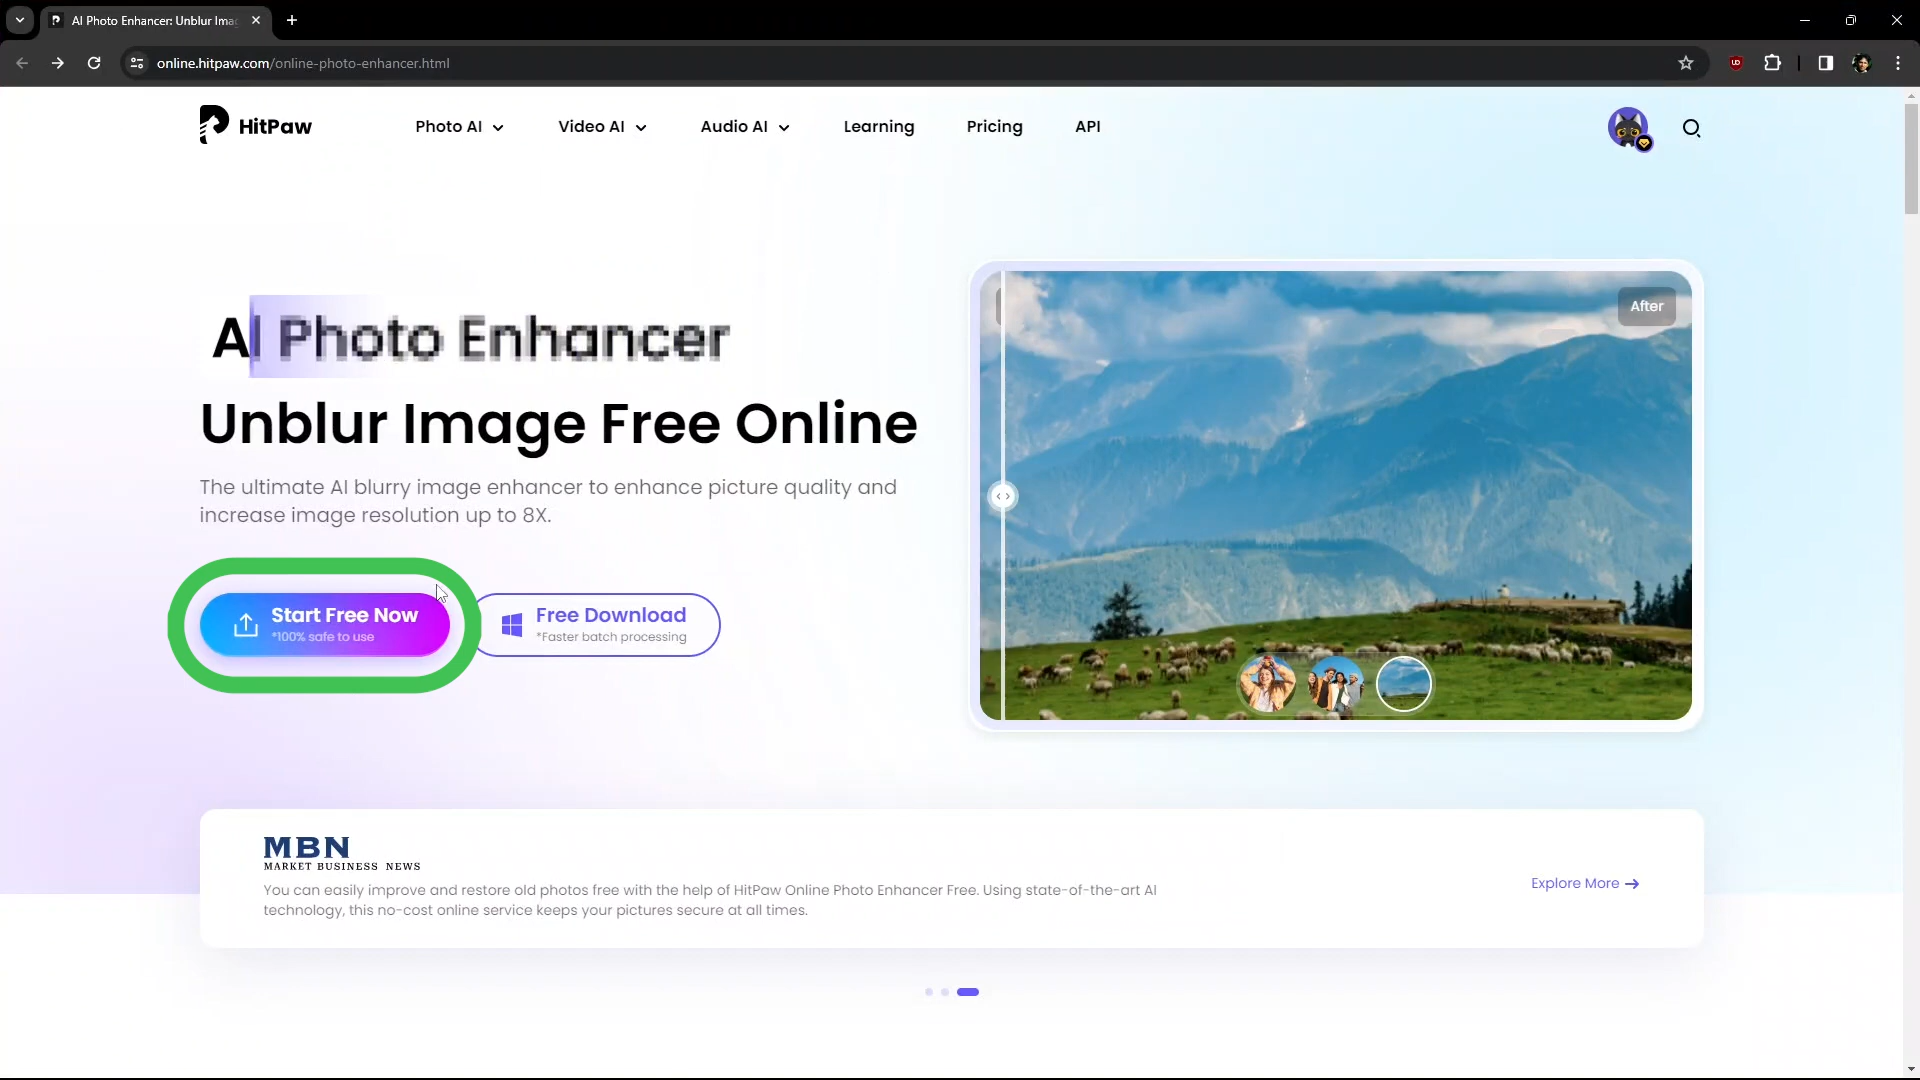 AI Photo Enhancer: Unblur Ima
online.hitpaw.com/online-photo-enhancer.html
HitPaw
Photo AI
Video AI
Audio AI
Learning
Pricing
API
AI Photo Enhancer
Unblur Image Free Online
The ultimate AI blurry image enhancer to enhance picture quality and
increase image resolution up to 8X.
Start Free Now
*100% safe to use
Free Download
*Faster batch processing
After
MBN
MARKET BUSINESS NEWS
You can easily improve and restore old photos free with the help of HitPaw Online Photo Enhancer Free. Using state-of-the-art AI
technology, this no-cost online service keeps your pictures secure at all times.
Explore More